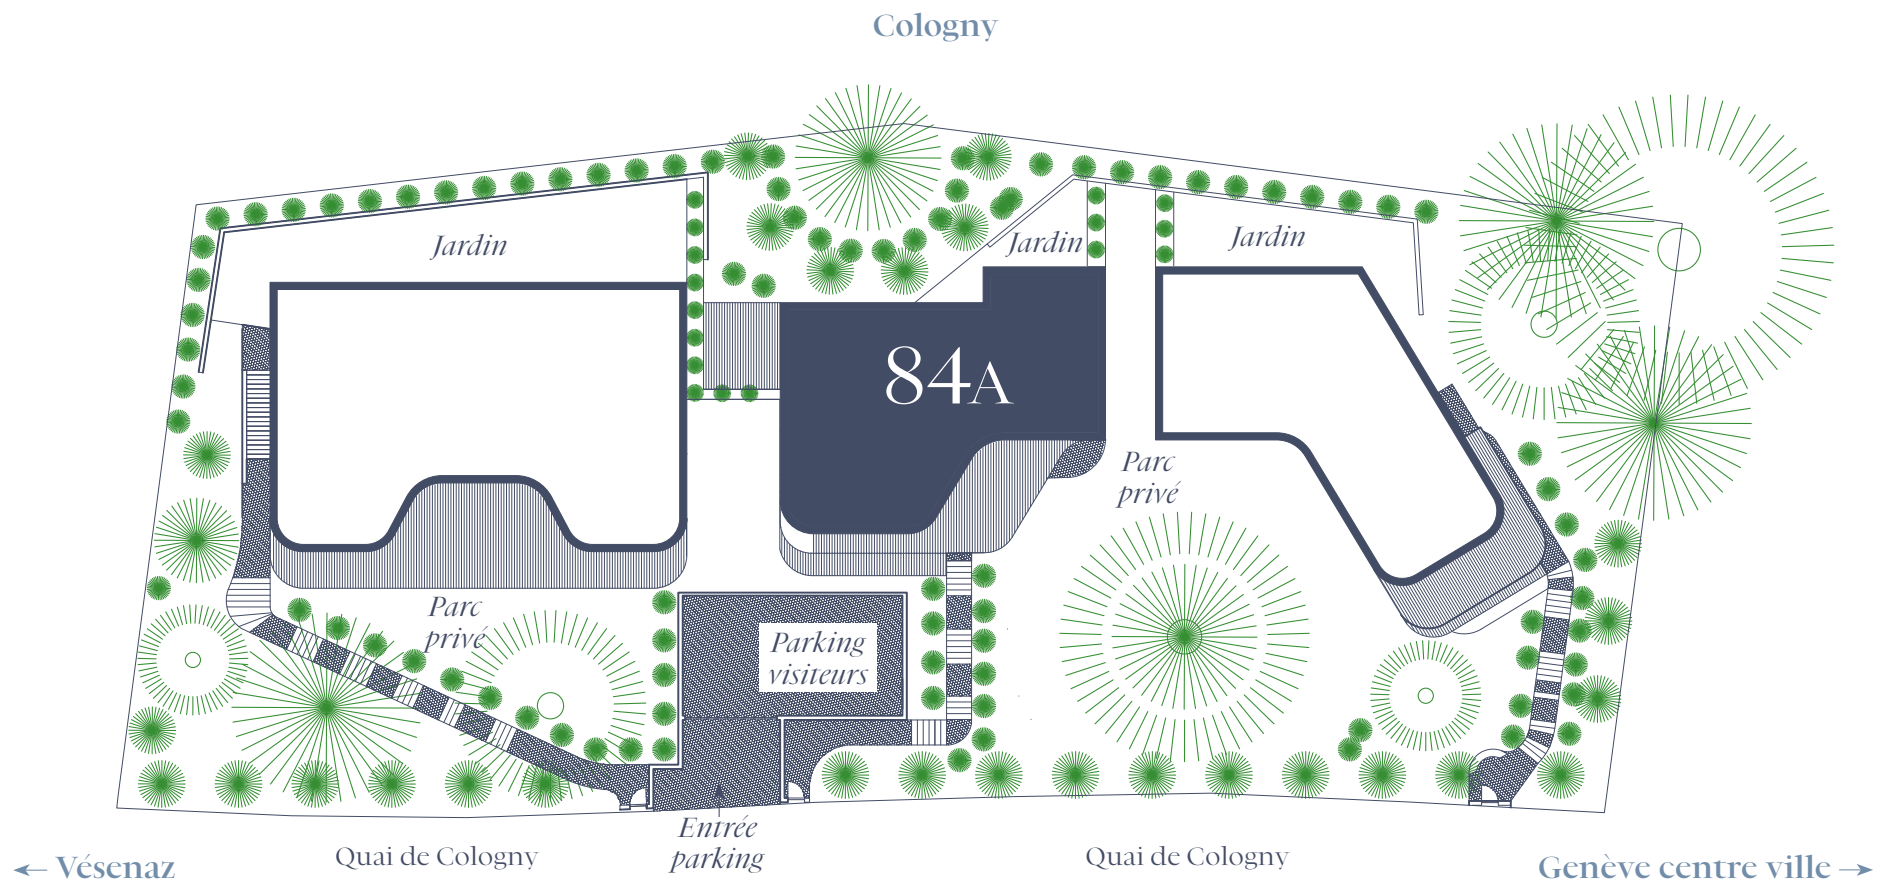 Cologny
Jardin
Jardin
Jardin
84A
Parc
privé
Parc
privé
Parking
visiteurs
Entrée
parking
← Vésenaz
Quai de Cologny
Quai de Cologny
Genève centre ville →